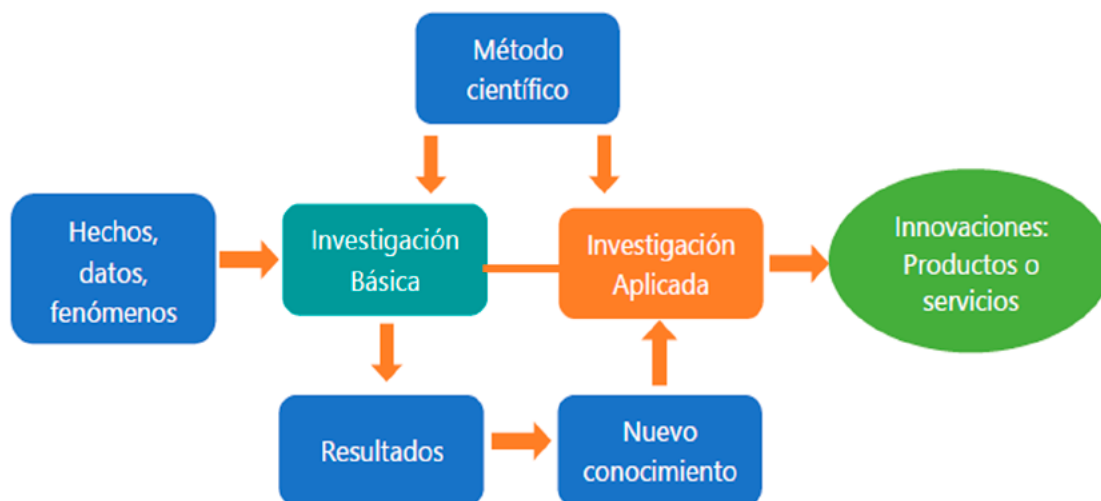 Método
científico
Hechos,
datos,
fenómenos
Investigación
Básica
Investigación
Aplicada
Innovaciones:
Productos o
servicios
Resultados
Nuevo
conocimiento